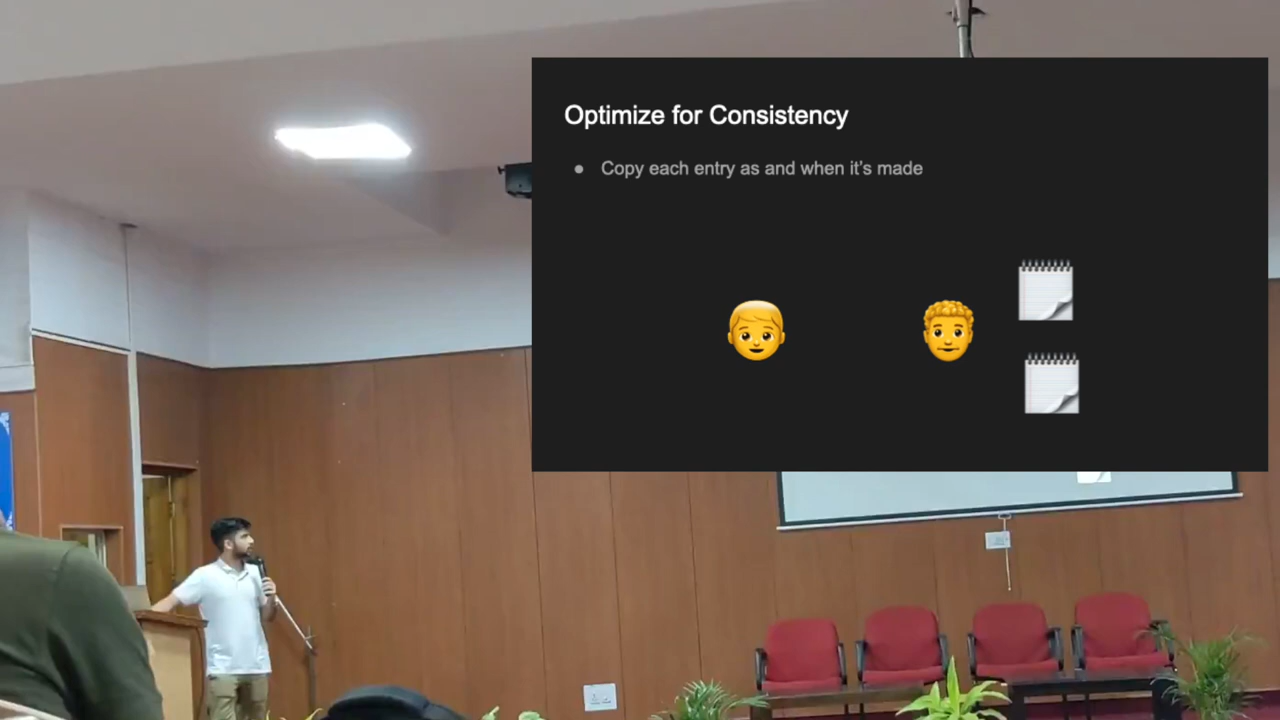 Optimize for Consistency
● Copy each entry as and when it's made